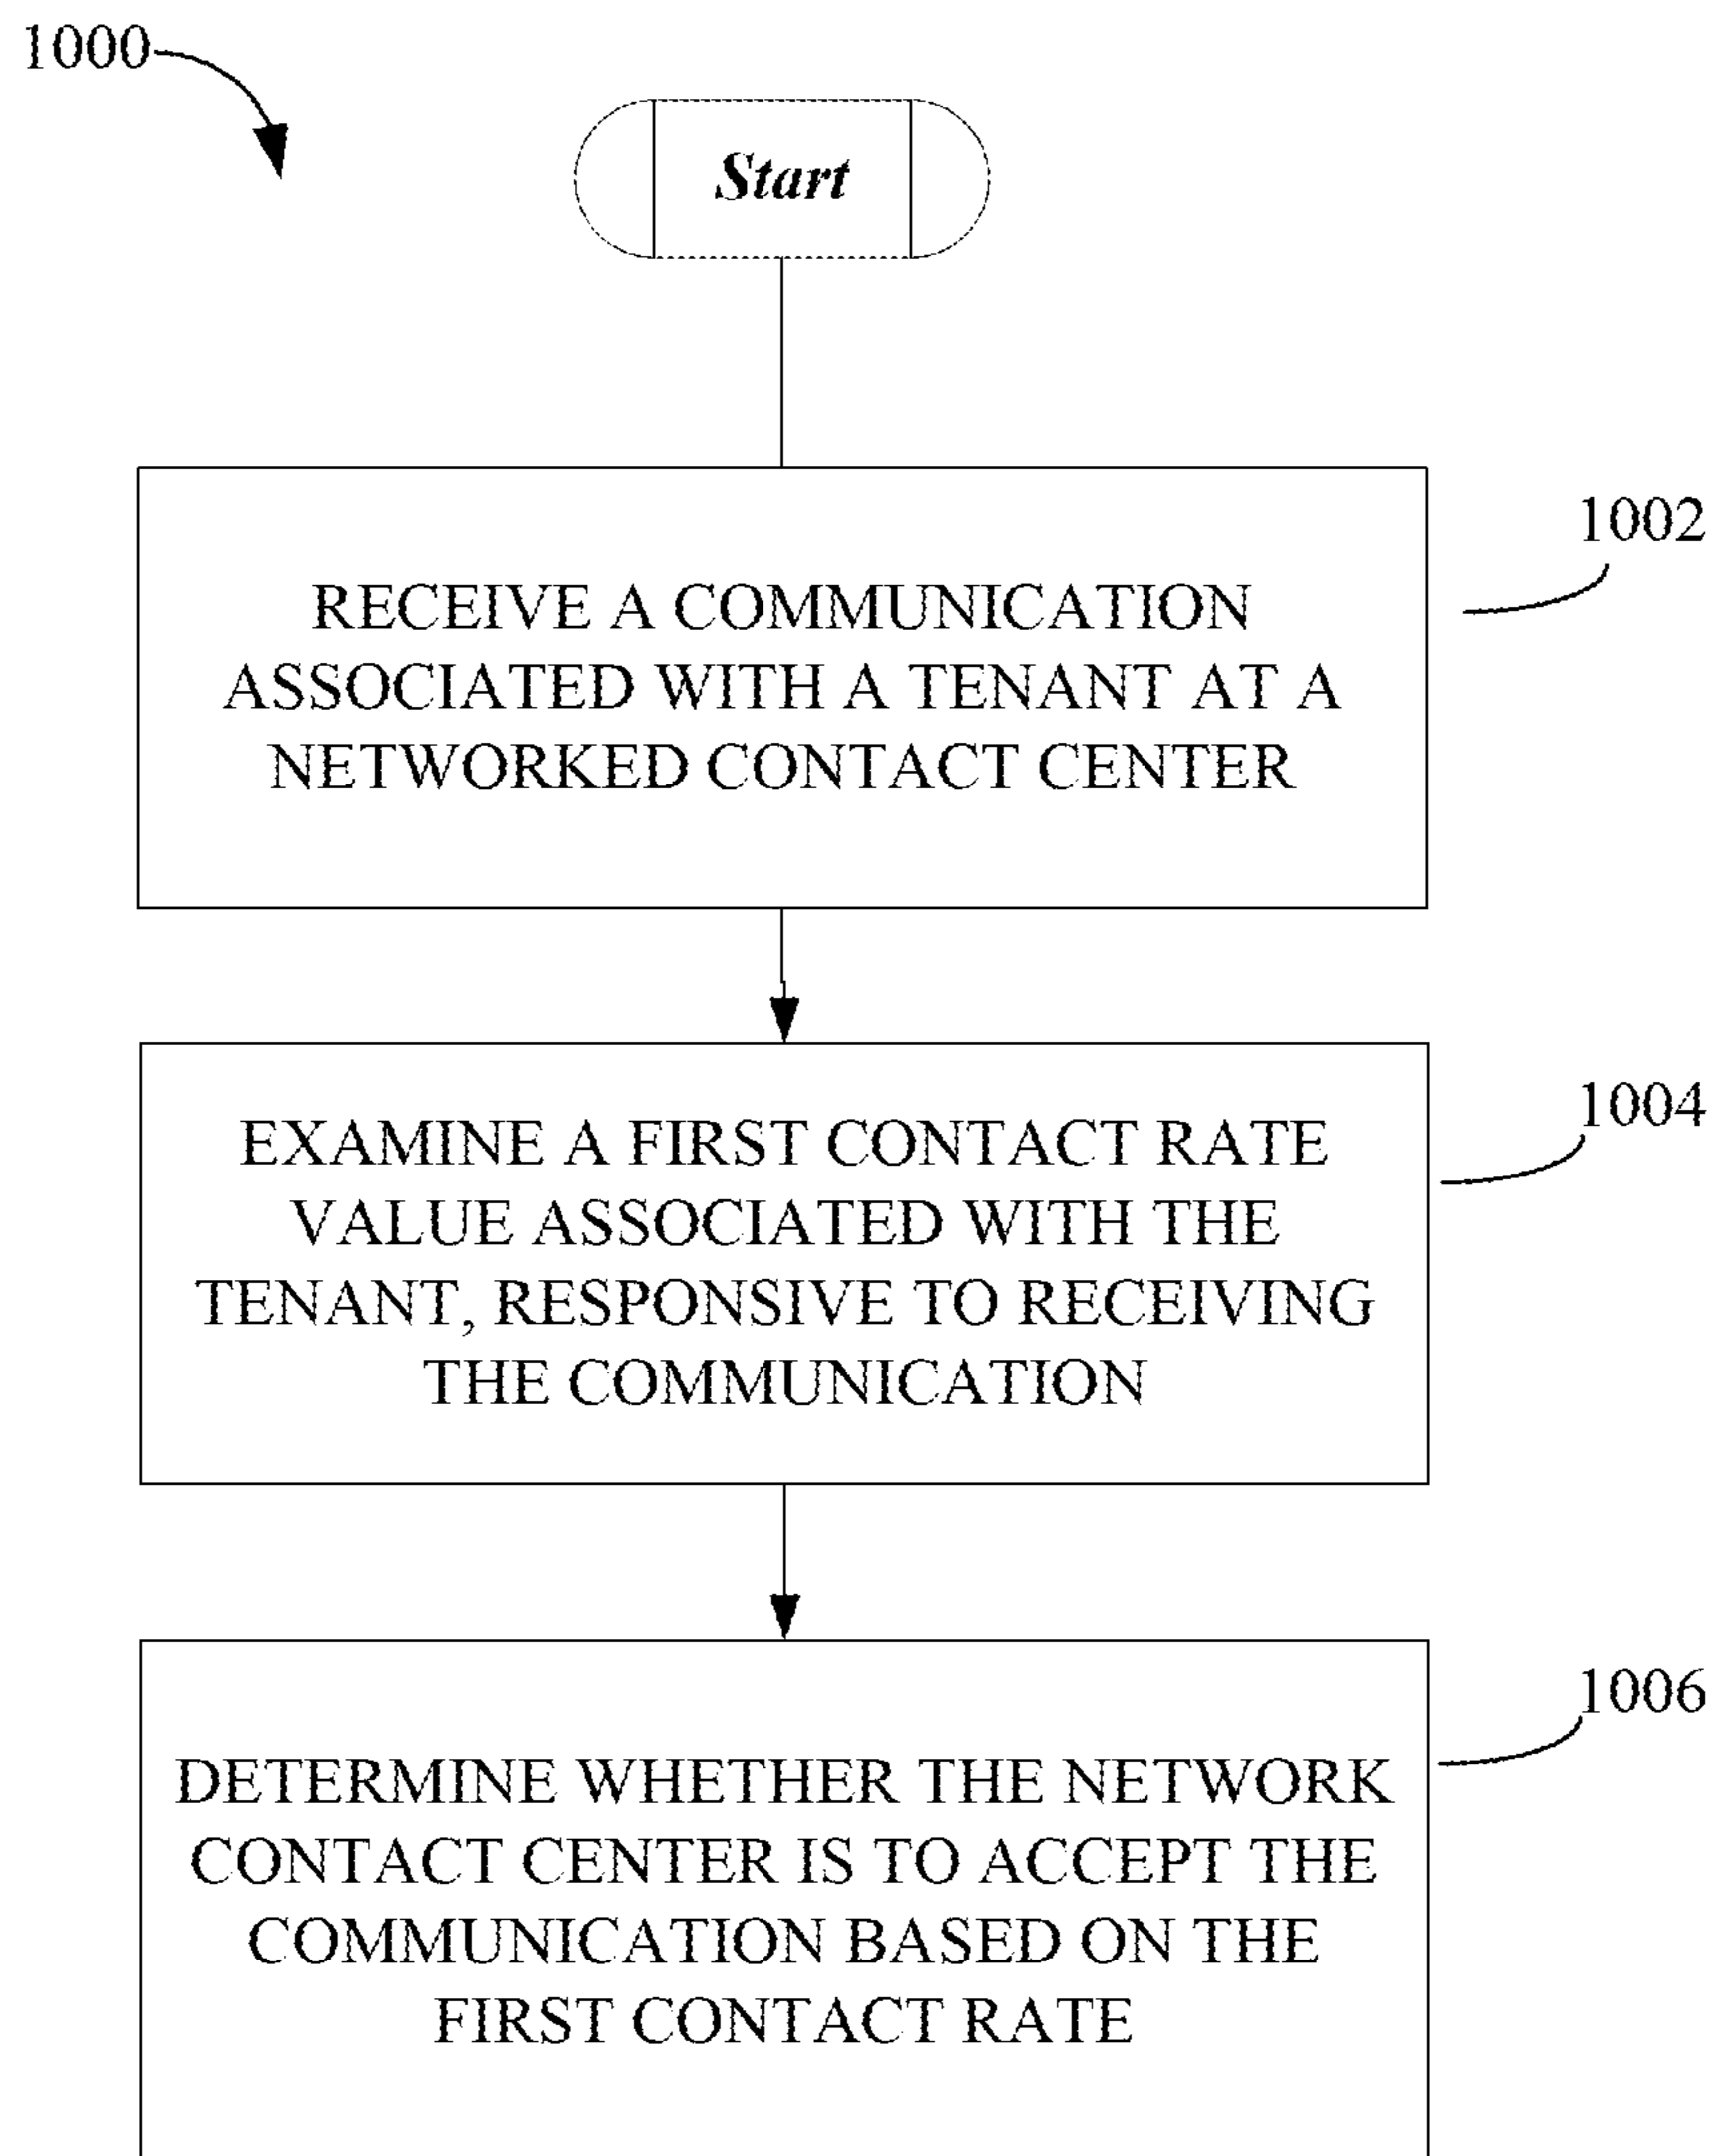 1000
Start
1002
RECEIVE A COMMUNICATION
ASSOCIATED WITH A TENANT AT A
NETWORKED CONTACT CENTER
1004
EXAMINE A FIRST CONTACT RATE
VALUE ASSOCIATED WITH THE
TENANT, RESPONSIVE TO RECEIVING
THE COMMUNICATION
1006
DETERMINE WHETHER THE NETWORK
CONTACT CENTER IS TO ACCEPT THE
COMMUNICATION BASED ON THE
FIRST CONTACT RATE